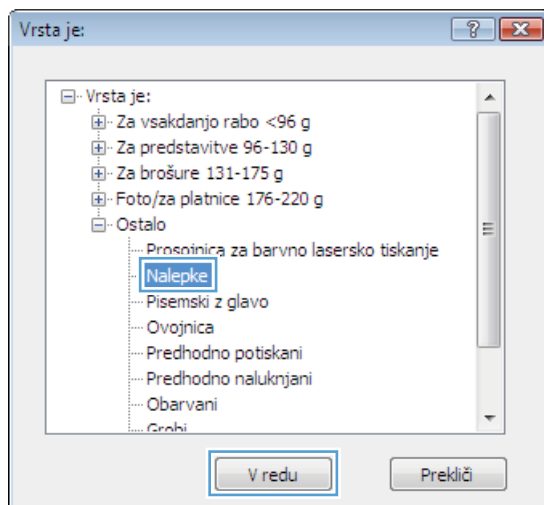 Vrsta je:
Vrsta je:
Za vsakdanjo rabo <96 g
Za predstavitve 96-130 g
Za brošure 131-175 g
Foto/za platnice 176-220 g
Ostalo
Prosojnica za barvno lasersko tiskanje
Nalepke
Pisemski z glavo
Ovojnica
Predhodno potiskani
Predhodno naluknjani
Obarvani
Grobi
V redu Prekliči